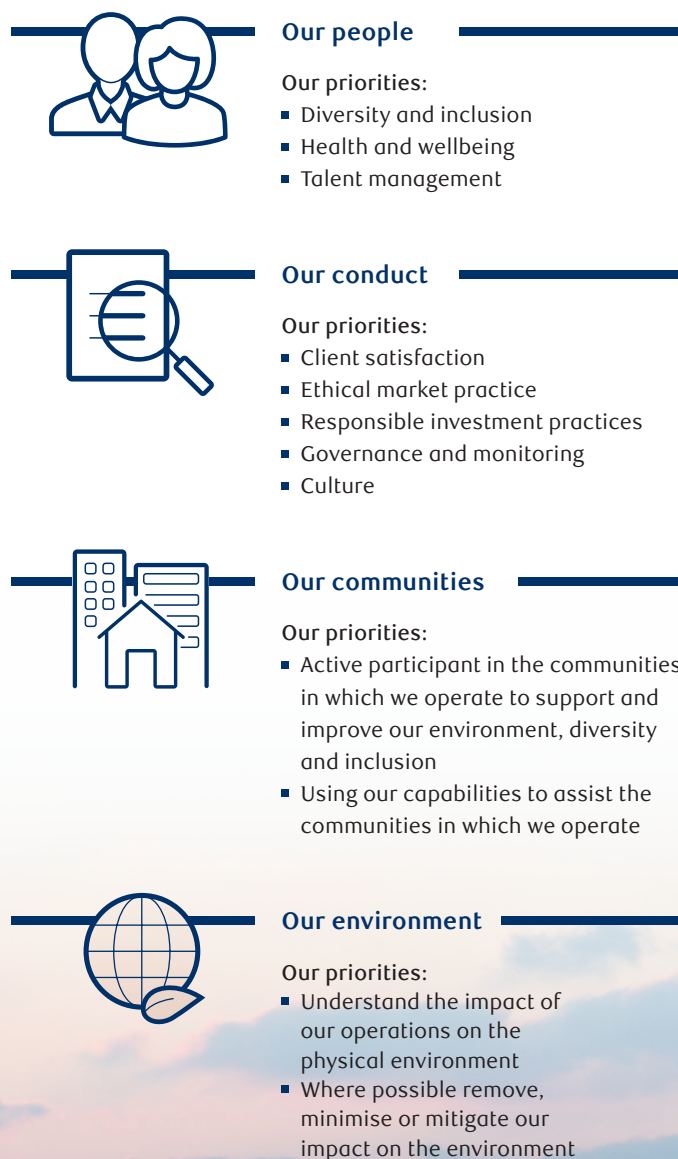 Our people
Our priorities:
Diversity and inclusion
Health and wellbeing
Talent management
Our conduct
Our priorities:
Client satisfaction
Ethical market practice
Responsible investment practices
Governance and monitoring
Culture
Our communities
Our priorities:
Active participant in the communities
in which we operate to support and
improve our environment, diversity
and inclusion
Using our capabilities to assist the
communities in which we operate
Our environment
Our priorities:
Understand the impact of
our operations on the
physical environment
Where possible remove,
minimise or mitigate our
impact on the environment